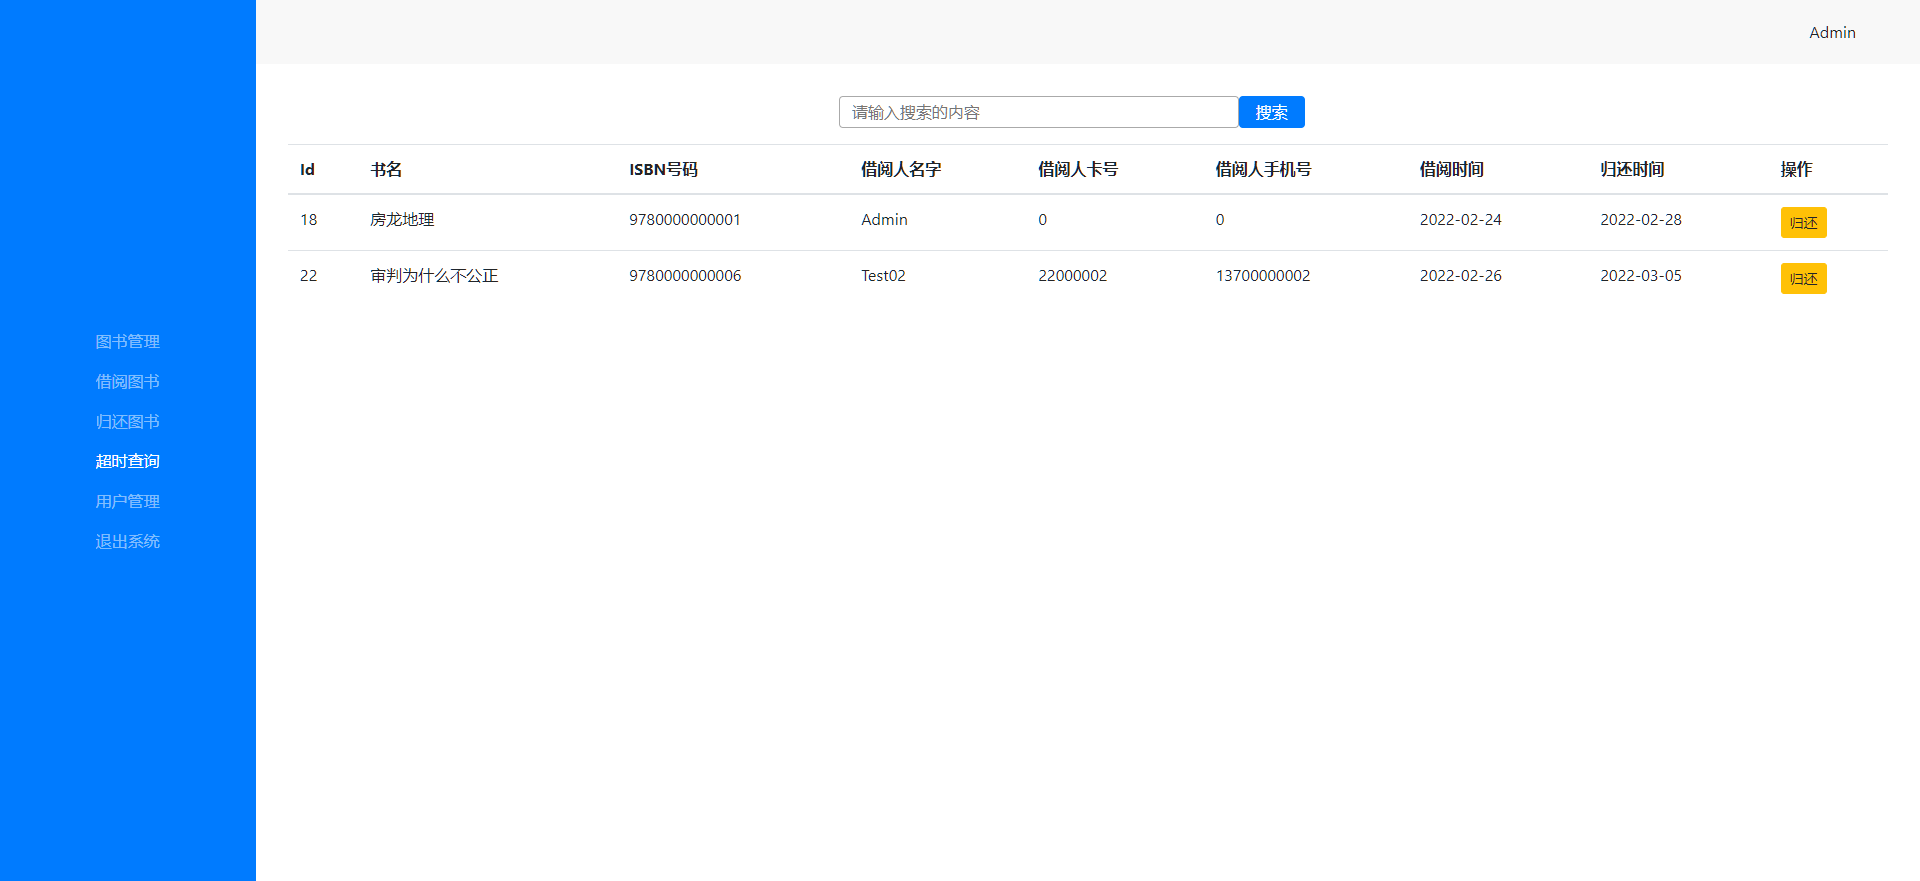 Admin
请输入搜索的内容 搜索
Id 书名 ISBN号码 借阅人名字 借阅人卡号 借阅人手机号 借阅时间 归还时间 操作
18 房龙地理 9780000000001 Admin 0 0 2022-02-24 2022-02-28 归还
22 审判为什么不公正 9780000000006 Test02 22000002 13700000002 2022-02-26 2022-03-05 归还
图书管理
借阅图书
归还图书
超时查询
用户管理
退出系统